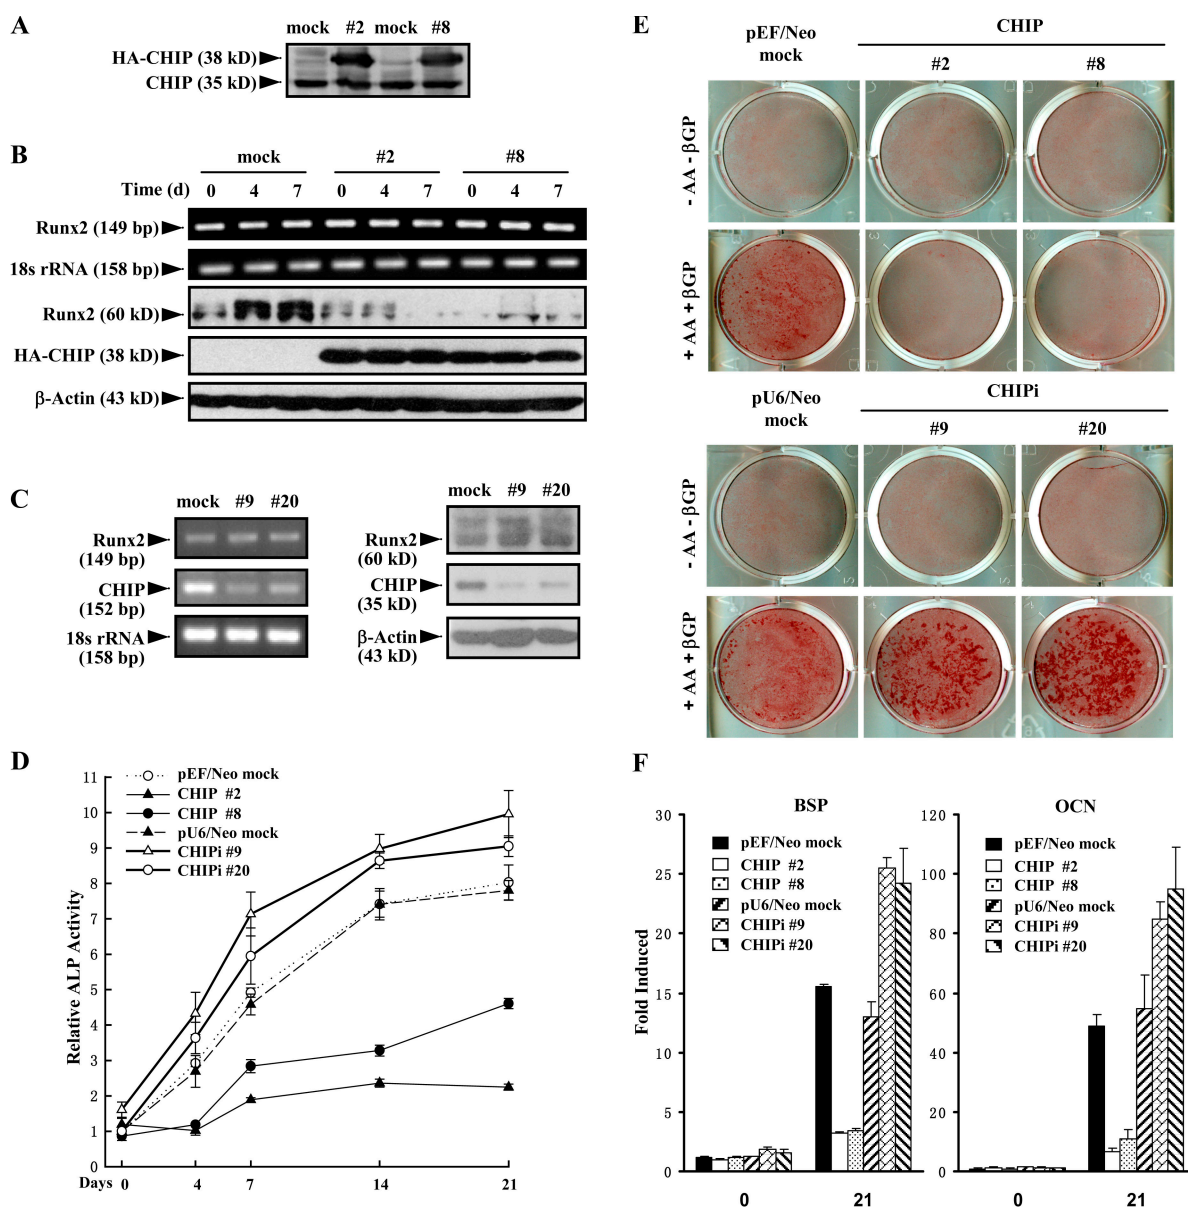 A
mock #2 mock #8
HA-CHIP (38 kD)
CHIP (35 kD)
B
mock #2 #8
Time (d) 0 4 7 0 4 7 0 4 7
Runx2 (149 bp)
18s rRNA (158 bp)
Runx2 (60 kD)
HA-CHIP (38 kD)
β-Actin (43 kD)
C
mock #9 #20
Runx2
(149 bp)
CHIP
(152 bp)
18s rRNA
(158 bp)
mock #9 #20
Runx2
(60 kD)
CHIP
(35 kD)
β-Actin
(43 kD)
D
pEF/Neo mock
CHIP #2
CHIP #8
pU6/Neo mock
CHIPi #9
CHIPi #20
Relative ALP Activity
11
10
9
8
7
6
5
4
3
2
1
0
Days 0 4 7 14 21
E
pEF/Neo
mock
CHIP
#2 #8
- AA - βGP
+ AA + βGP
pU6/Neo
mock
CHIPi
#9 #20
- AA - βGP
+ AA + βGP
F
BSP
pEF/Neo mock
CHIP #2
CHIP #8
pU6/Neo mock
CHIPi #9
CHIPi #20
Fold Induced
30
25
20
15
10
5
0
0 21
OCN
pEF/Neo mock
CHIP #2
CHIP #8
pU6/Neo mock
CHIPi #9
CHIPi #20
120
100
80
60
40
20
0
0 21